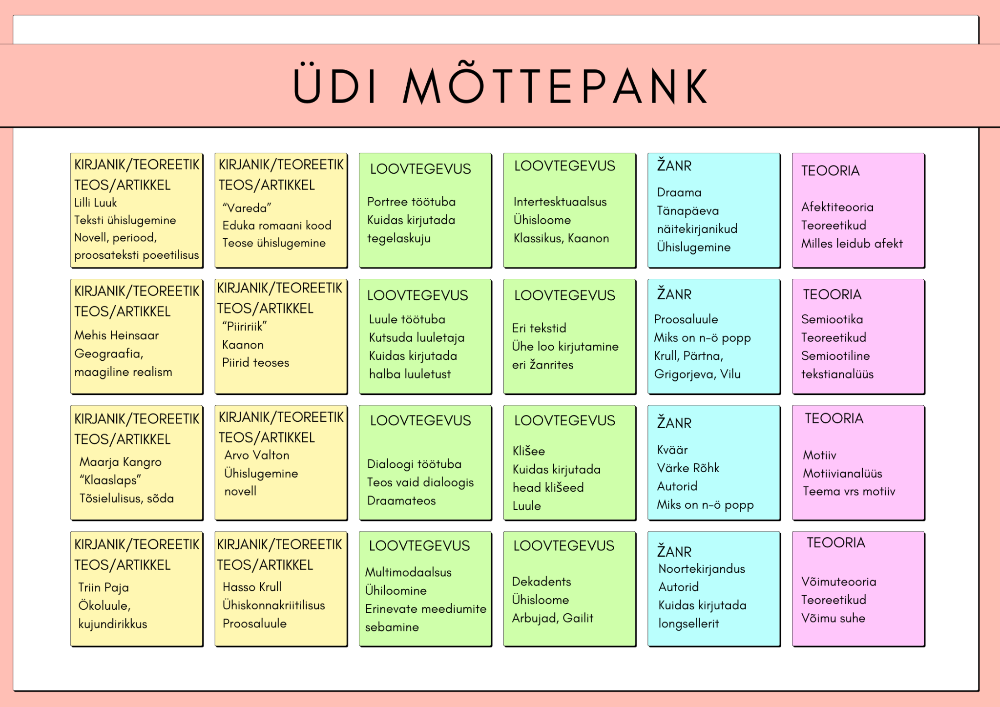 ÜDI MÕTTEPANK
KIRJANIK/TEOREETIK
TEOS/ARTIKKEL
Lilli Luuk
Teksti ühislugemine
Novell, periood,
proosateksti poeetilisus
KIRJANIK/TEOREETIK
TEOS/ARTIKKEL
“Vareda”
Eduka romaani kood
Teose ühislugemine
LOOVTEGEVUS
Portree töötuba
Kuidas kirjutada
tegelaskuju
LOOVTEGEVUS
Intertesktuaalsus
Ühisloome
Klassikus, Kaanon
ŽANR
Draama
Tänapäeva
näitekirjanikud
Ühislugemine
TEOORIA
Afektiteooria
Teoreetikud
Milles leidub afekt
KIRJANIK/TEOREETIK
TEOS/ARTIKKEL
Mehis Heinsaar
Geograafia,
maagiline realism
KIRJANIK/TEOREETIK
TEOS/ARTIKKEL
“Piiririik”
Kaanon
Piirid teoses
LOOVTEGEVUS
Luule töötuba
Kutsuda luuletaja
Kuidas kirjutada
halba luuletust
LOOVTEGEVUS
Eri tekstid
Ühe loo kirjutamine
eri žanrites
ŽANR
Proosaluule
Miks on n-ö popp
Krull, Pärtna,
Grigorjeva, Vilu
TEOORIA
Semiootika
Teoreetikud
Semiootiline
tekstianalüüs
KIRJANIK/TEOREETIK
TEOS/ARTIKKEL
Maarja Kangro
“Klaaslaps”
Tõsielulisus, sõda
KIRJANIK/TEOREETIK
TEOS/ARTIKKEL
Arvo Valton
Ühislugemine
novell
LOOVTEGEVUS
Dialoogi töötuba
Teos vaid dialoogis
Draamateos
LOOVTEGEVUS
Klišee
Kuidas kirjutada
head klišeed
Luule
ŽANR
Kväär
Värke Rõhk
Autorid
Miks on n-ö popp
TEOORIA
Motiiv
Motiivianalüüs
Teema vrs motiiv
KIRJANIK/TEOREETIK
TEOS/ARTIKKEL
Triin Paja
Ökoluule,
kujundirikkus
KIRJANIK/TEOREETIK
TEOS/ARTIKKEL
Hasso Krull
Ühiskonnakriitilisus
Proosaluule
LOOVTEGEVUS
Multimodaalsus
Ühiloomine
Erinevate meediumite
sebamine
LOOVTEGEVUS
Dekadents
Ühisloome
Arbujad, Gailit
ŽANR
Noortekirjandus
Autorid
Kuidas kirjutada
longsellerit
TEOORIA
Võimuteooria
Teoreetikud
Võimu suhe